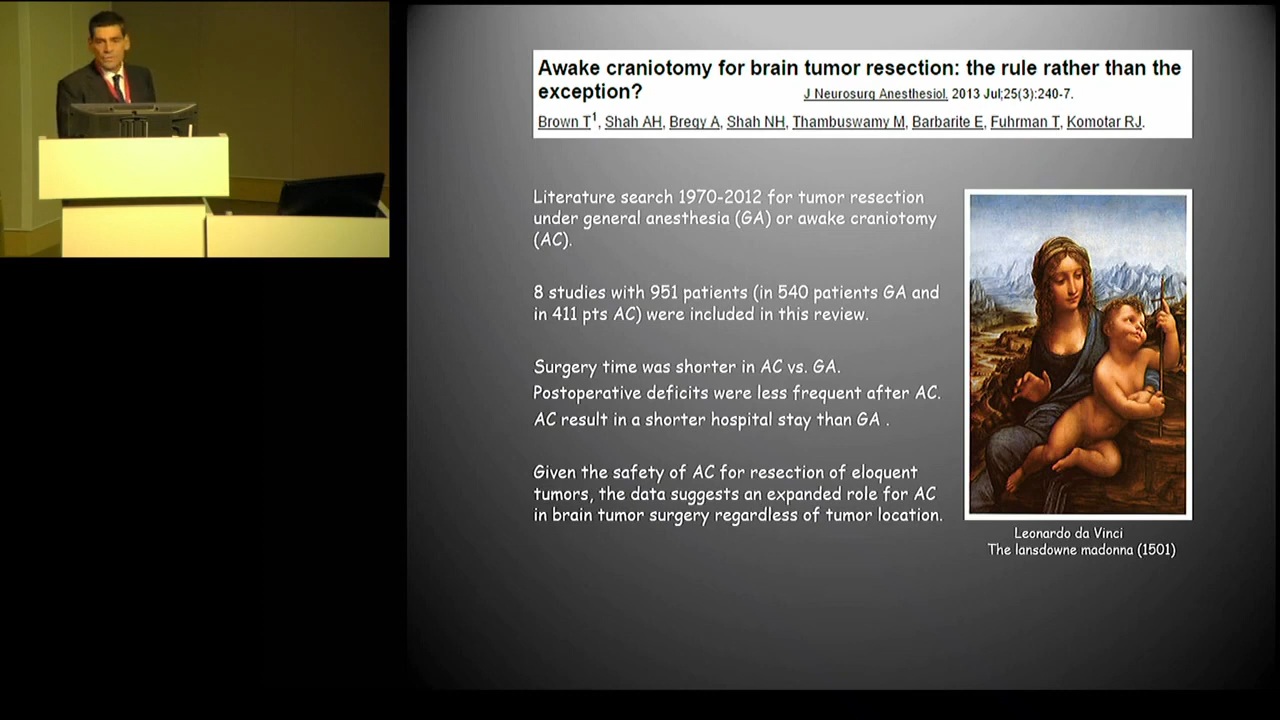 Awake craniotomy for brain tumor resection: the rule rather than the
exception?
J Neurosurg Anesthesiol. 2013 Jul;25(3):240-7.
Brown T1, Shah AH, Bregy A, Shah NH, Thambuswamy M, Barbarite E, Fuhrman T, Komotar RJ.
Literature search 1970-2012 for tumor resection
under general anesthesia (GA) or awake craniotomy
(AC).
8 studies with 951 patients (in 540 patients GA and
in 411 pts AC) were included in this review.
Surgery time was shorter in AC vs. GA.
Postoperative deficits were less frequent after AC.
AC result in a shorter hospital stay than GA .
Given the safety of AC for resection of eloquent
tumors, the data suggests an expanded role for AC
in brain tumor surgery regardless of tumor location.
Leonardo da Vinci
The lansdowne madonna (1501)